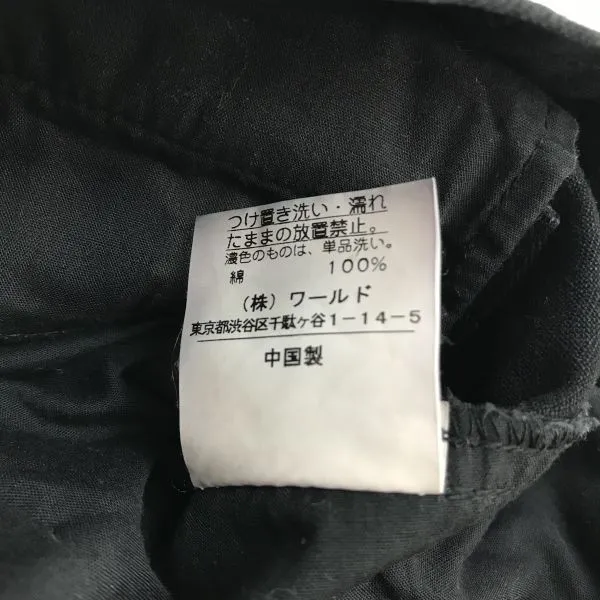 つけ置き洗い・濡れ
たままの放置禁止。
濃色のものは、単品洗い。
綿 100%
(株) ワールド
東京都渋谷区千駄ケ谷1-14-5
中国製